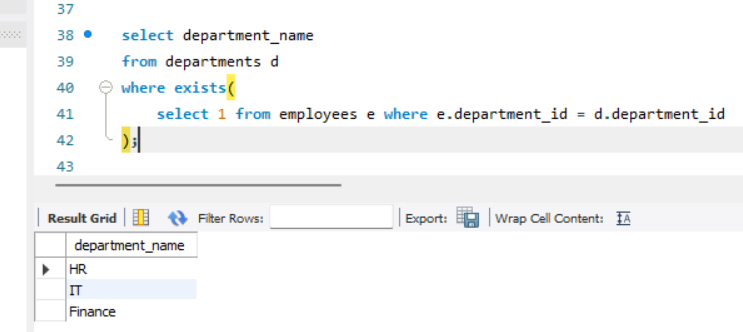 37
38 select department_name
39 from departments d
40 where exists(
41 select 1 from employees e where e.department_id = d.department_id
42 );
43
Result Grid Filter Rows: Export: Wrap Cell Content: IA
department_name
HR
IT
Finance